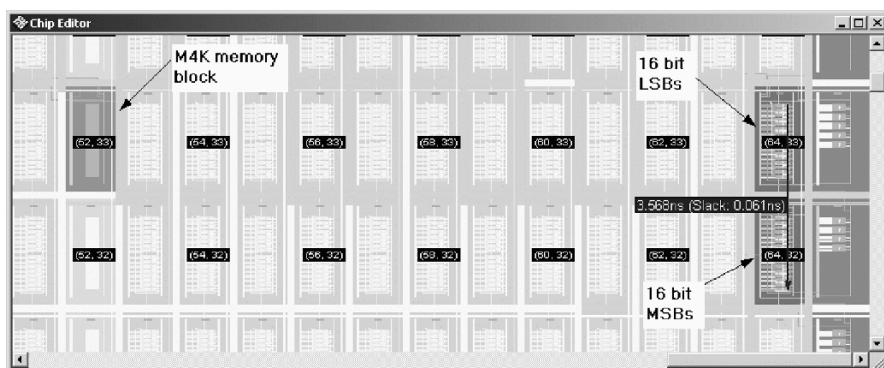 Chip Editor
M4K memory
block
16 bit
LSBs
(52, 33) (54, 33) (56, 33) (58, 33) (60, 33) (62, 33) (64, 33)
3.568ns (Slack: 0.061ns)
(52, 32) (54, 32) (56, 32) (58, 32) (60, 32) (62, 32) (64, 32)
16 bit
MSBs